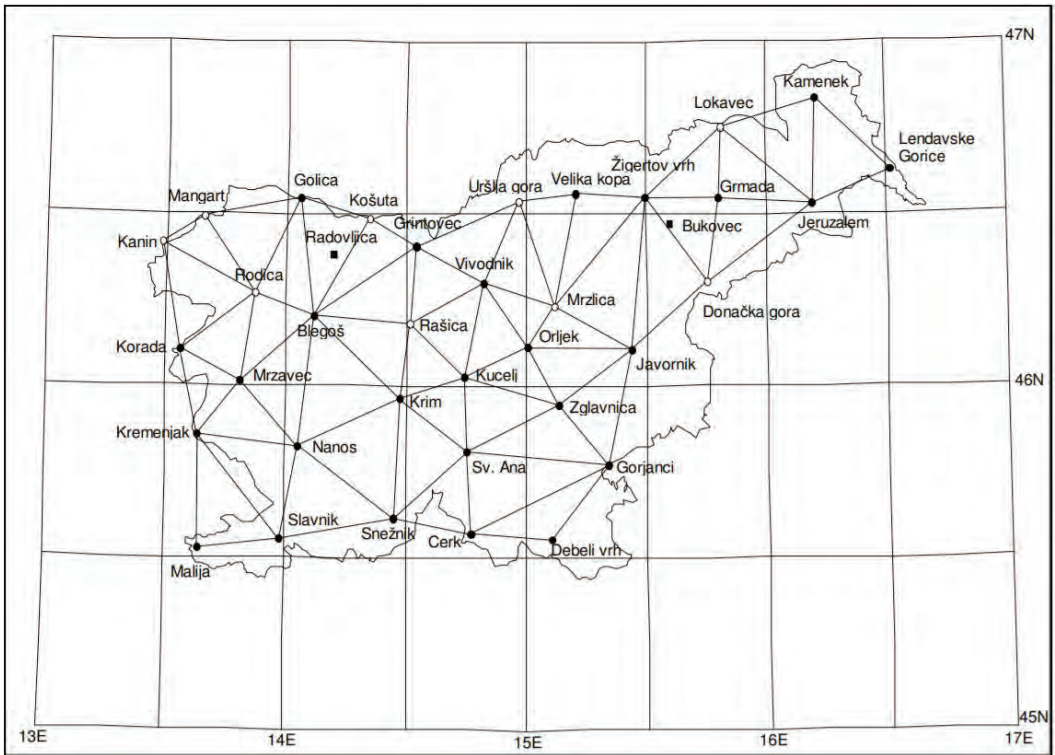 47N
Kamenek
Lokavec
Lendavske
Gorice
Žigertov vrh
Golica
Uršlja gora
Velika kopa
Grmada
Mangart
Košuta
Grintovec
Bukovec
Jeruzalem
Kanin
Radovljica
Vivodnik
Rodica
Mrzlica
Donačka gora
Blegoš
Rašica
Orljek
Korada
Javornik
Mrzavec
Kucelj
46N
Krim
Zglavnica
Kremenjak
Nanos
Sv. Ana
Gorjanci
Slavnik
Snežnik
Cerk
Debeli vrh
Malija
45N
13E
14E
15E
16E
17E